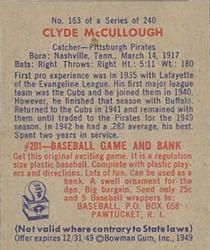 No. 163 of a Series of 240
CLYDE McCULLOUGH
Catcher—Pittsburgh Pirates
Born: Nashville, Tenn., March 14, 1917
Bats: Right Throws: Right Ht.: 5:11 Wt.: 180
First pro experience was in 1935 with Lafayette
of the Evangeline League. His first major league
team was the Cubs he joined them in 1940.
However, he finished that season with Buffalo.
Returned to the Cubs in 1941 and remained with
them until traded to the Pirates for the 1949
season. In 1942 he had a .287 average, his best.
Spent two years in service.
#201—BASEBALL GAME AND BANK
Get this original exciting game. It is a regulation
size plastic baseball. Complete with plastic play-
ers and directions. Lots of fun. Can be used as
a bank. A swell ornament for the
den. Big bargain. Send only 25c
and 5 Baseball wrappers to:
BASEBALL, P.O. BOX 658
PAWTUCKET, R. I.
(Not valid where contrary to State laws)
Offer expires 12/31/49 ©Bowman Gum, Inc., 1949